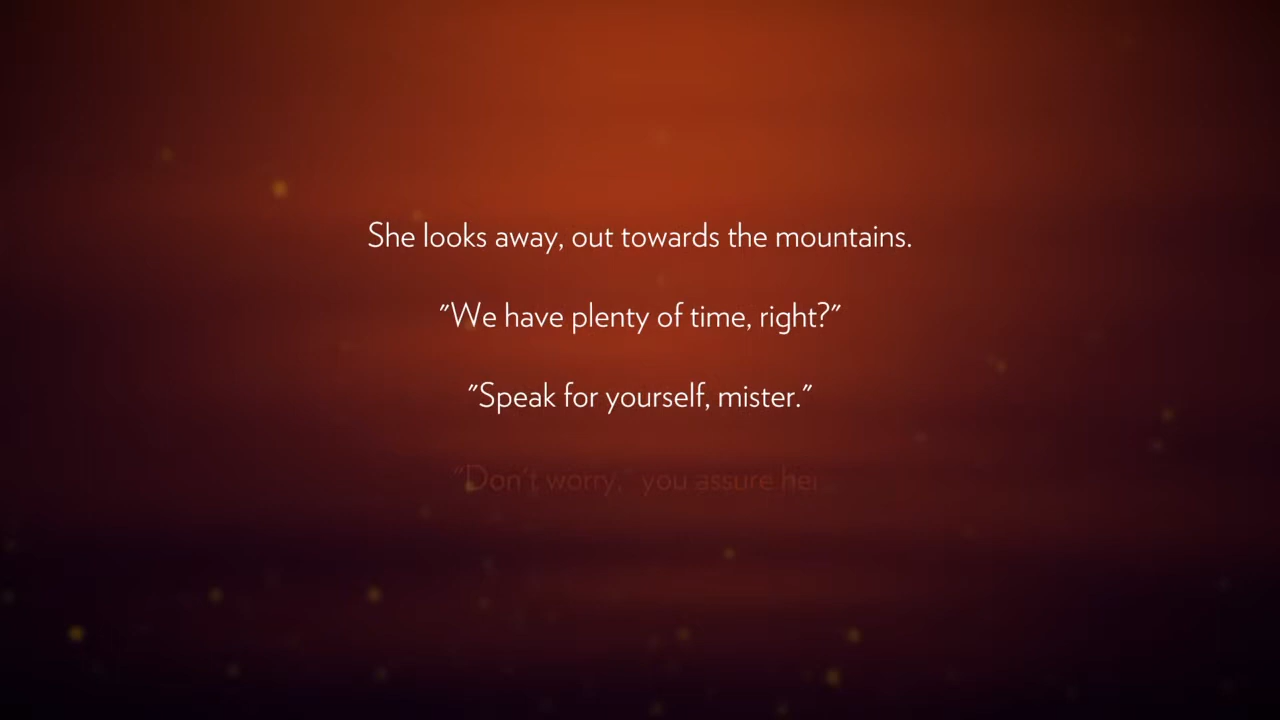 She looks away, out towards the mountains.
"We have plenty of time, right?"
"Speak for yourself, mister."
"Don't worry," you assure her